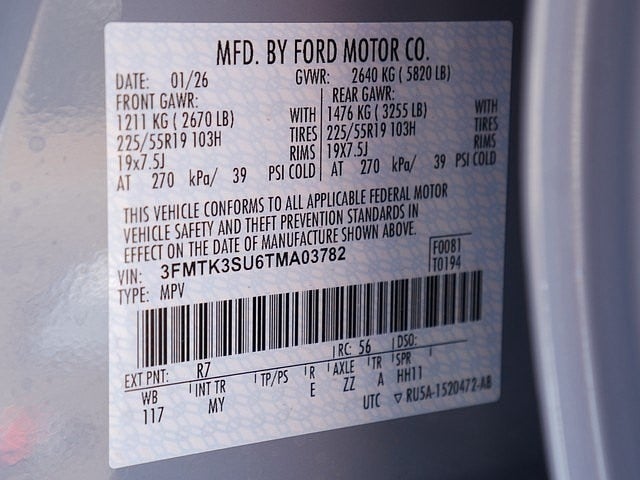 MFD. BY FORD MOTOR CO.
DATE: 01/26 GVWR: 2640 KG ( 5820 LB)
FRONT GAWR: REAR GAWR:
1211 KG ( 2670 LB) WITH 1476 KG ( 3255 LB) WITH
225/55R19 103H TIRES 225/55R19 103H TIRES
19x7.5J RIMS 19X7.5J RIMS
AT 270 kPa/ 39 PSI COLD AT 270 kPa/ 39 PSI COLD
THIS VEHICLE CONFORMS TO ALL APPLICABLE FEDERAL MOTOR
VEHICLE SAFETY AND THEFT PREVENTION STANDARDS IN
EFFECT ON THE DATE OF MANUFACTURE SHOWN ABOVE.
VIN: 3FMTK3SU6TMA03782 F0081
TYPE: MPV T0194
EXT PNT: R7 RC: 56 DSO:
WB INT TR TP/PS R AXLE TR SPR
117 MY E ZZ A HH11
UTC ▽ RU5A-1520472-AB